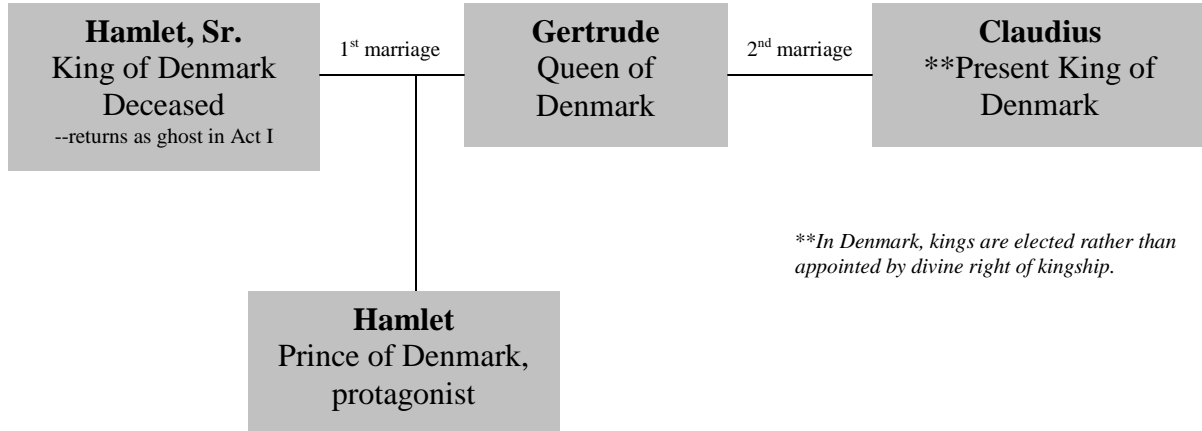 Hamlet, Sr.
King of Denmark
Deceased
--returns as ghost in Act I
1st marriage
Gertrude
Queen of
Denmark
2nd marriage
Claudius
**Present King of
Denmark
**In Denmark, kings are elected rather than
appointed by divine right of kingship.
Hamlet
Prince of Denmark,
protagonist